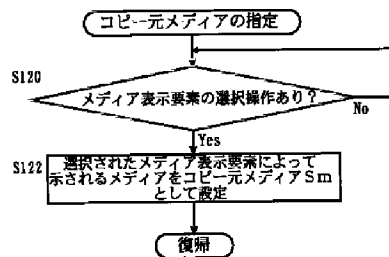 コピー元メディアの指定
S120
メディア表示要素の選択操作あり？
No
Yes
S122
選択されたメディア表示要素によって
示されるメディアをコピー元メディアSm
として設定
復帰